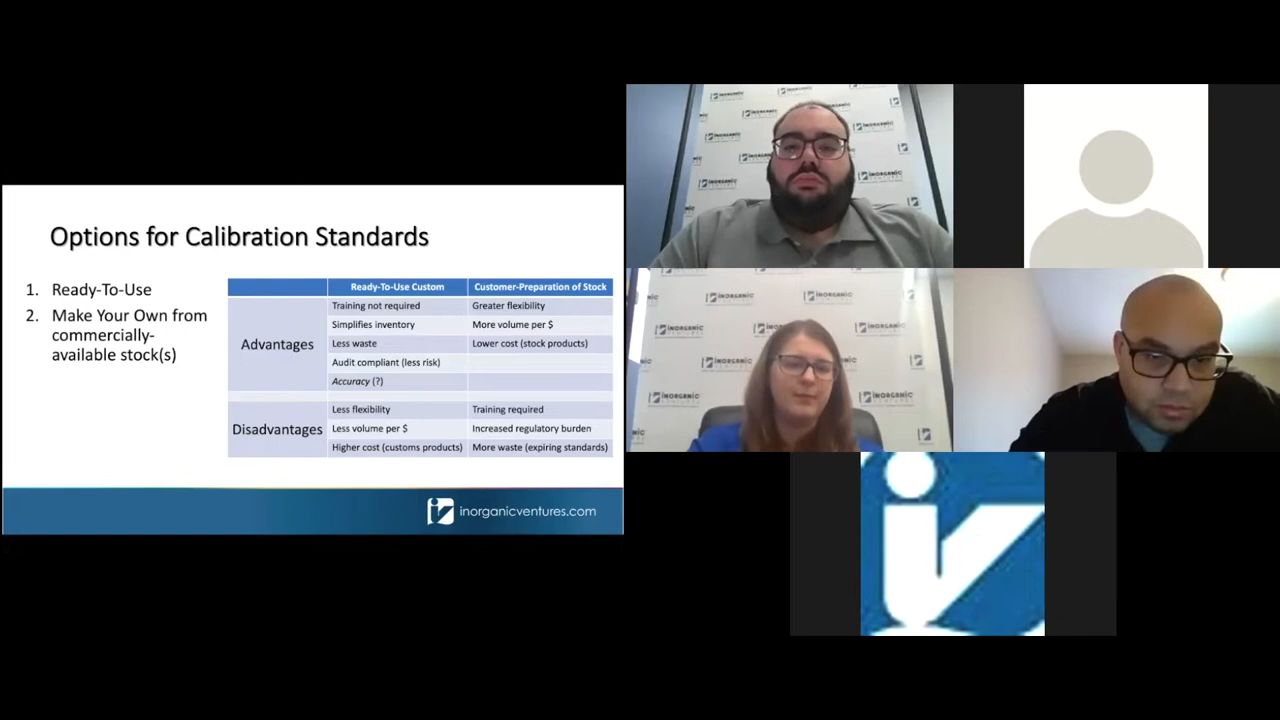 Options for Calibration Standards
1. Ready-To-Use
2. Make Your Own from
commercially-
available stock(s)
Ready-To-Use Custom Customer-Preparation of Stock
Advantages
Training not required Greater flexibility
Simplifies inventory More volume per $
Less waste Lower cost (stock products)
Audit compliant (less risk)
Accuracy (?)
Disadvantages
Less flexibility Training required
Less volume per $ Increased regulatory burden
Higher cost (customs products) More waste (expiring standards)
iv inorganicventures.com
INORGANIC
VENTURES